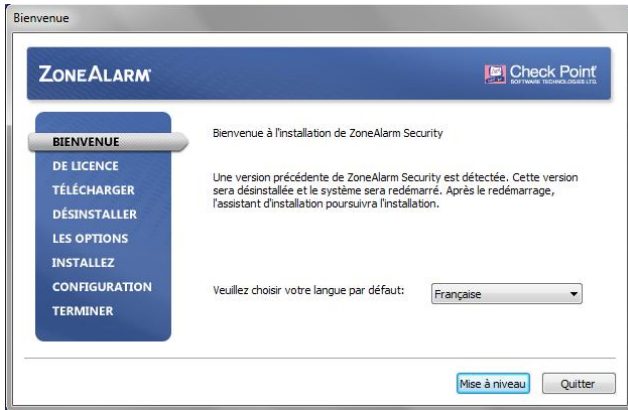 Bienvenue
ZONEALARM
Check Point
SOFTWARE TECHNOLOGIES LTD.
BIENVENUE
DE LICENCE
TÉLÉCHARGER
DÉSINSTALLER
LES OPTIONS
INSTALLEZ
CONFIGURATION
TERMINER
Bienvenue à l'installation de ZoneAlarm Security
Une version précédente de ZoneAlarm Security est détectée. Cette version
sera désinstallée et le système sera redémarré. Après le redémarrage,
l'assistant d'installation poursuivra l'installation.
Veuillez choisir votre langue par défaut:
Française
Mise à niveau
Quitter